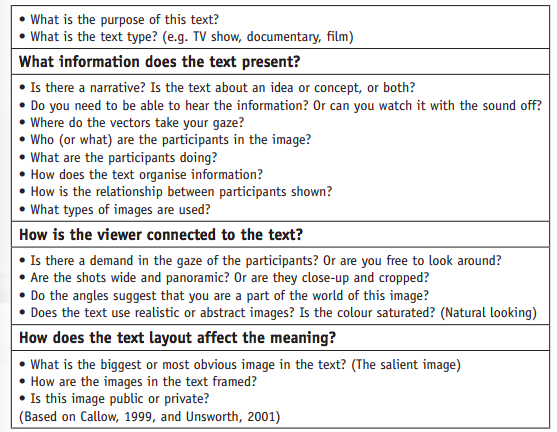 • What is the purpose of this text?
• What is the text type? (e.g. TV show, documentary, film)
What information does the text present?
• Is there a narrative? Is the text about an idea or concept, or both?
• Do you need to be able to hear the information? Or can you watch it with the sound off?
• Where do the vectors take your gaze?
• Who (or what) are the participants in the image?
• What are the participants doing?
• How does the text organise information?
• How is the relationship between participants shown?
• What types of images are used?
How is the viewer connected to the text?
• Is there a demand in the gaze of the participants? Or are you free to look around?
• Are the shots wide and panoramic? Or are they close-up and cropped?
• Do the angles suggest that you are a part of the world of this image?
• Does the text use realistic or abstract images? Is the colour saturated? (Natural looking)
How does the text layout affect the meaning?
• What is the biggest or most obvious image in the text? (The salient image)
• How are the images in the text framed?
• Is this image public or private?
(Based on Callow, 1999, and Unsworth, 2001)